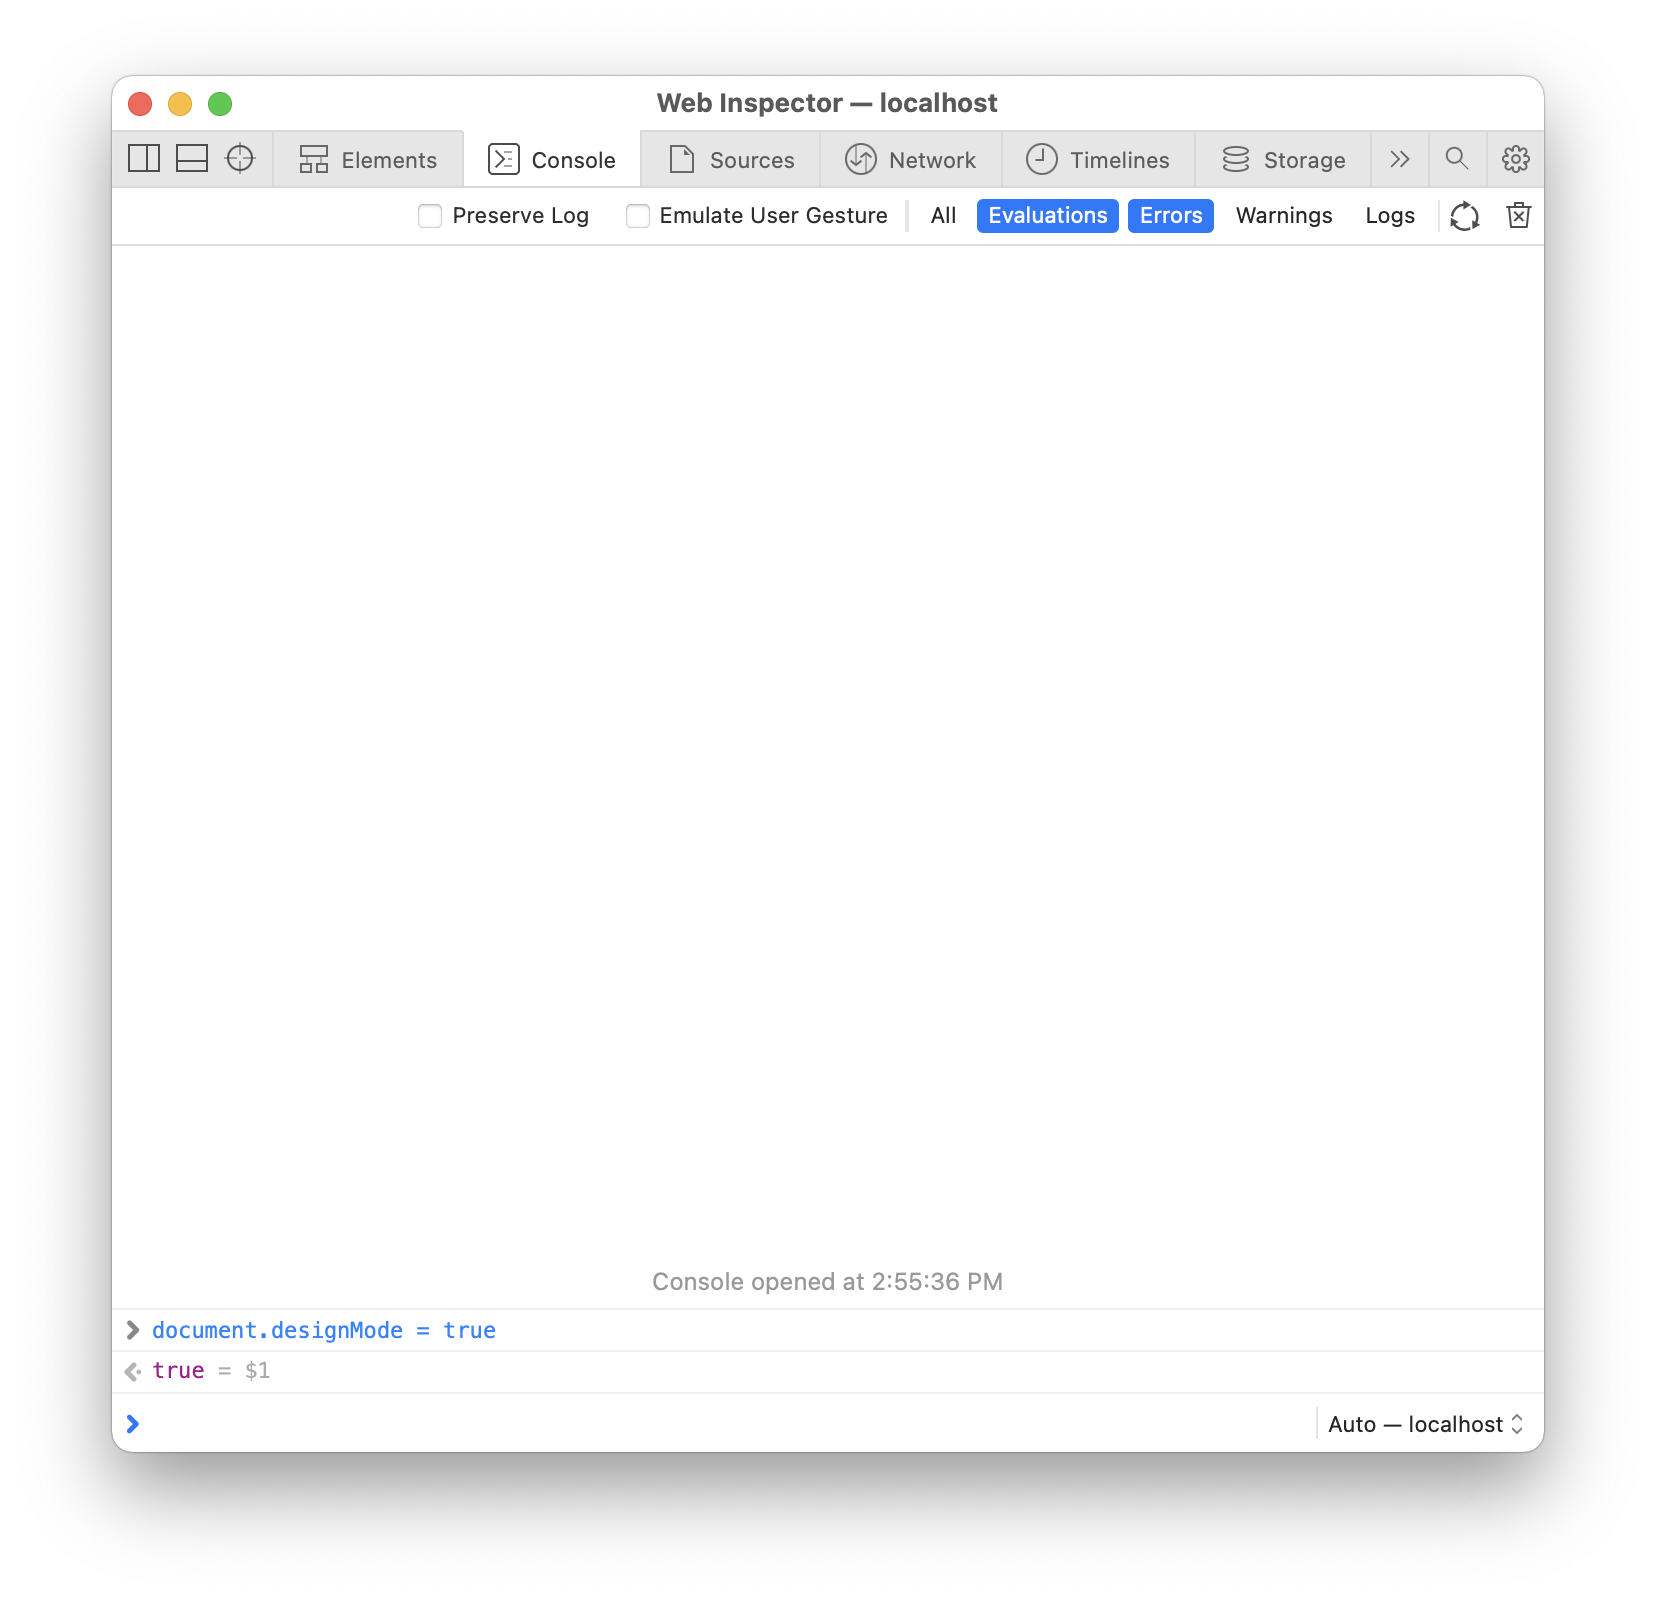 Web Inspector — localhost
Elements Console Sources Network Timelines Storage
Preserve Log Emulate User Gesture All Evaluations Errors Warnings Logs
Console opened at 2:55:36 PM
document.designMode = true
true = $1
Auto — localhost